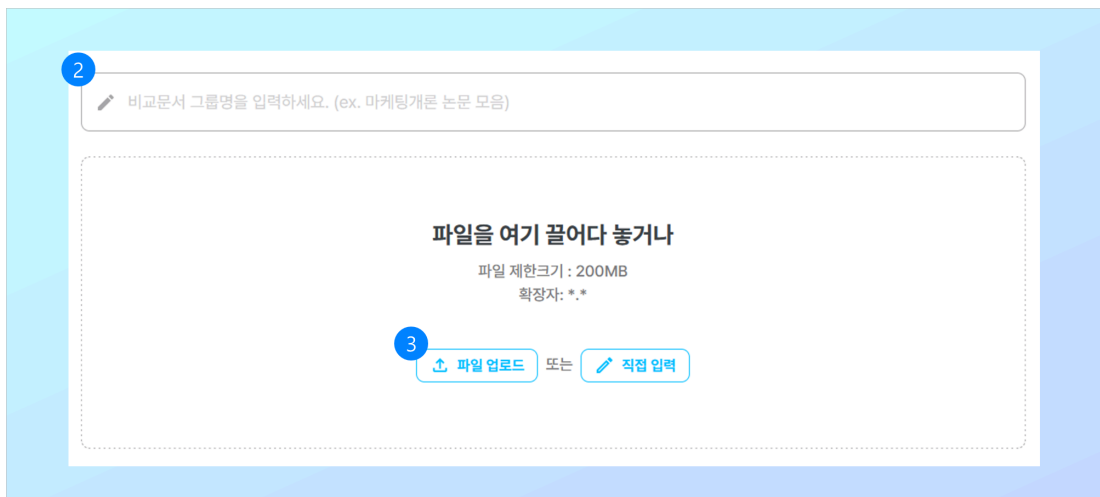 2
비교문서 그룹명을 입력하세요. (ex. 마케팅개론 논문 모음)
파일을 여기 끌어다 놓거나
파일 제한크기 : 200MB
확장자: *.*
3
파일 업로드 또는 직접 입력